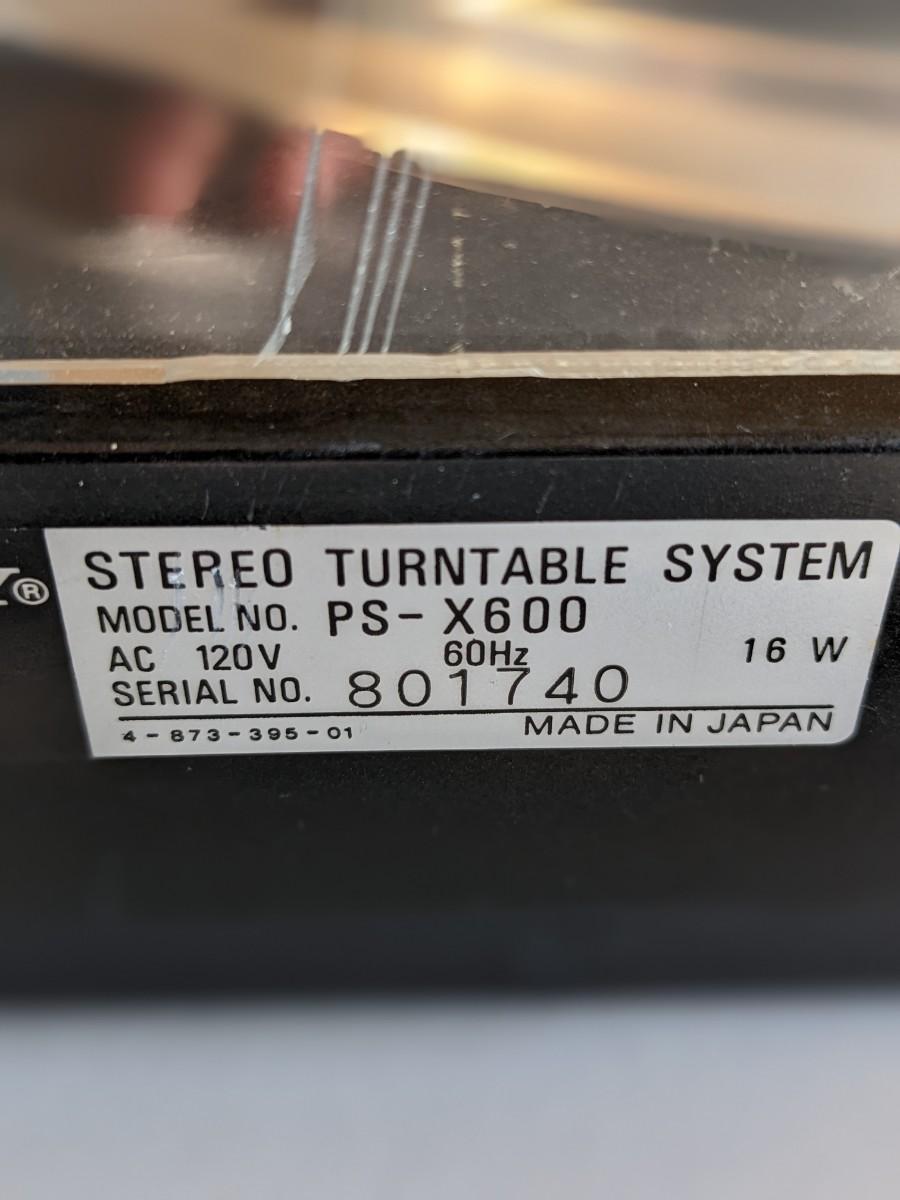 Y®
STEREO TURNTABLE SYSTEM
MODEL NO. PS-X600
AC 120V 60Hz 16 W
SERIAL NO. 801740
4-873-395-01 MADE IN JAPAN